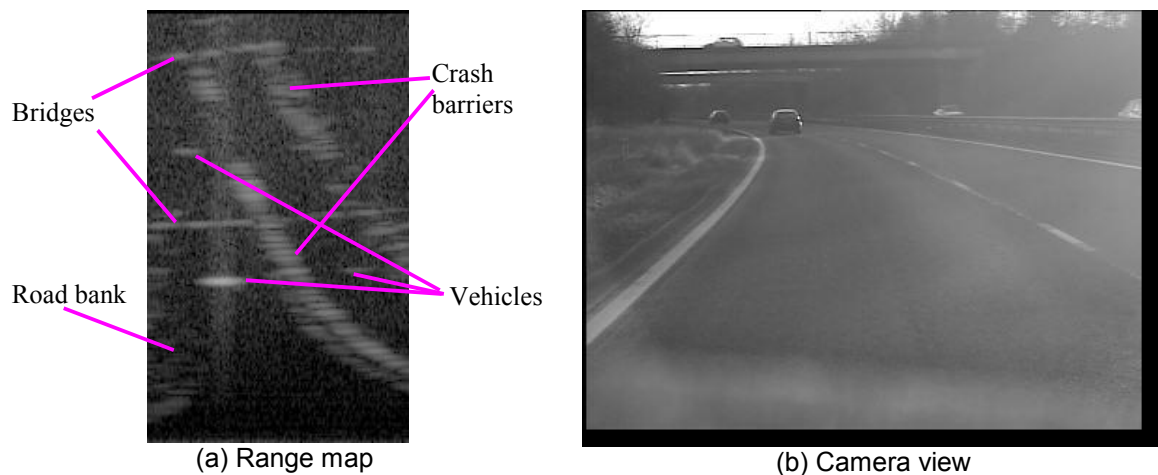 Bridges
Crash
barriers
Road bank
Vehicles
(a) Range map
(b) Camera view